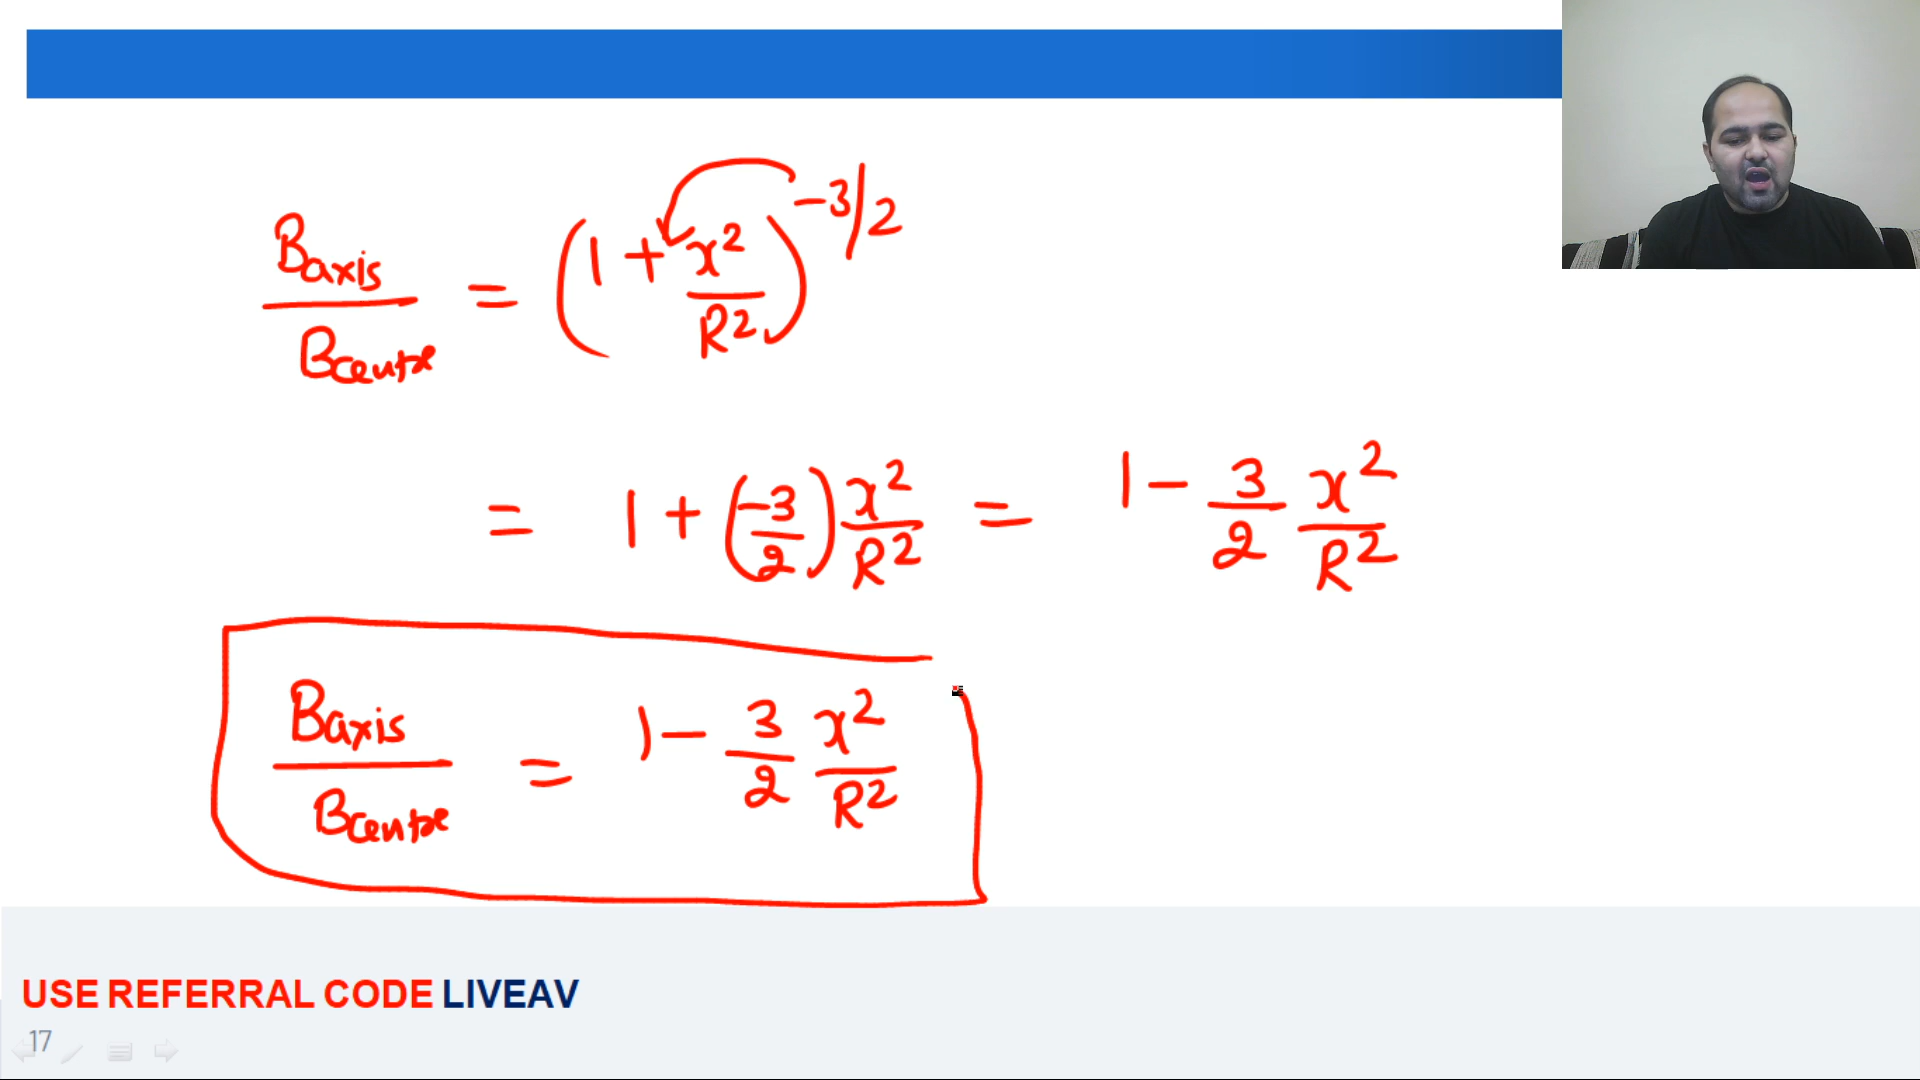 Baxis / Bcentre = (1 + x²/R²)^-3/2
= 1 + (-3/2) x²/R² = 1 - 3/2 x²/R²
Baxis / Bcentre = 1 - 3/2 x²/R²
USE REFERRAL CODE LIVEAV
17